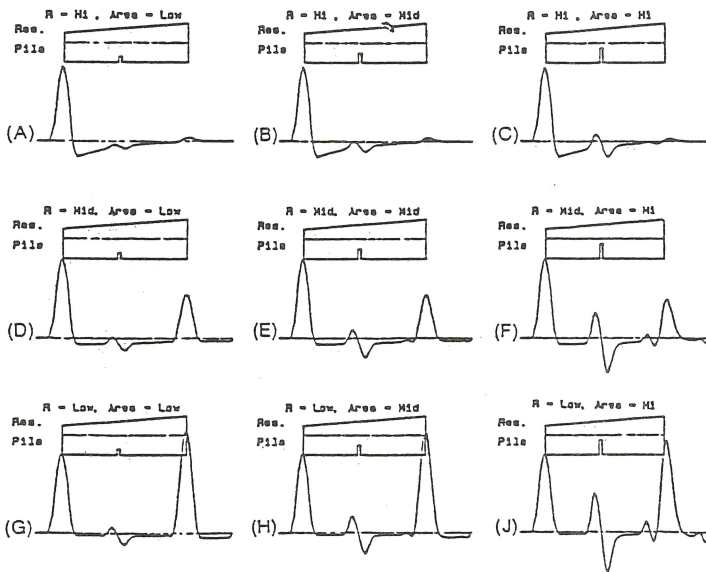 R - Hi , Area - Low
Res.
Pile
(A)
R - Hi , Area - Mid
Res.
Pile
(B)
R - Hi , Area - Hi
Res.
Pile
(C)
R - Mid, Area - Low
Res.
Pile
(D)
R - Mid, Area - Mid
Res.
Pile
(E)
R - Mid, Area - Hi
Res.
Pile
(F)
R - Low, Area - Low
Res.
Pile
(G)
R - Low, Area - Mid
Res.
Pile
(H)
R - Low, Area - Hi
Res.
Pile
(J)